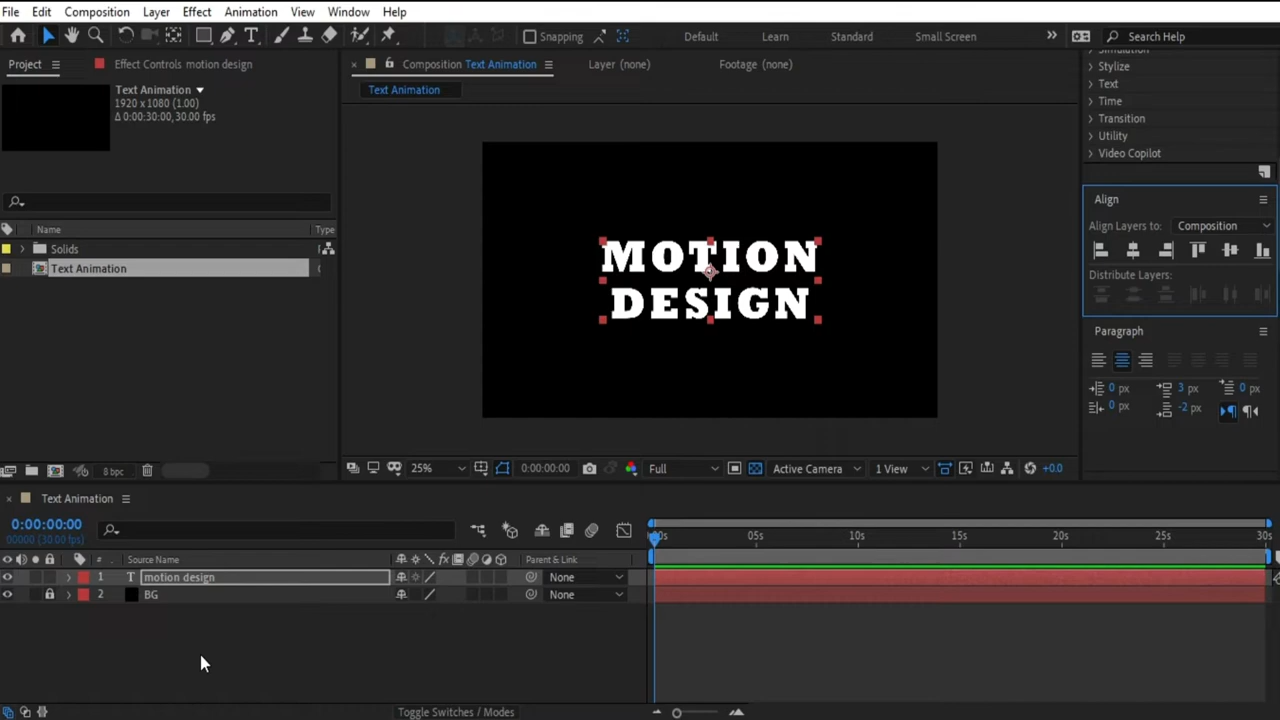 File Edit Composition Layer Effect Animation View Window Help
Snapping Default Learn Standard Small Screen Search Help
Project Effect Controls motion design Composition Text Animation Layer (none) Footage (none)
Text Animation
1920 x 1080 (1.00)
Δ 0:00:30:00, 30.00 fps
Text Animation
Stylize
Text
Time
Transition
Utility
Video Copilot
Align
Align Layers to: Composition
Distribute Layers:
Name Type
Solids
Text Animation
MOTION
DESIGN
Paragraph
0 px 3 px 0 px
0 px -2 px
8 bpc 25% 0:00:00:00 Full Active Camera 1 View +0.0
Text Animation
0:00:00:00
00000 (30.00 fps)
05s 10s 15s 20s 25s 30s
# Source Name fx Parent & Link
1 T motion design None
2 BG None
Toggle Switches / Modes